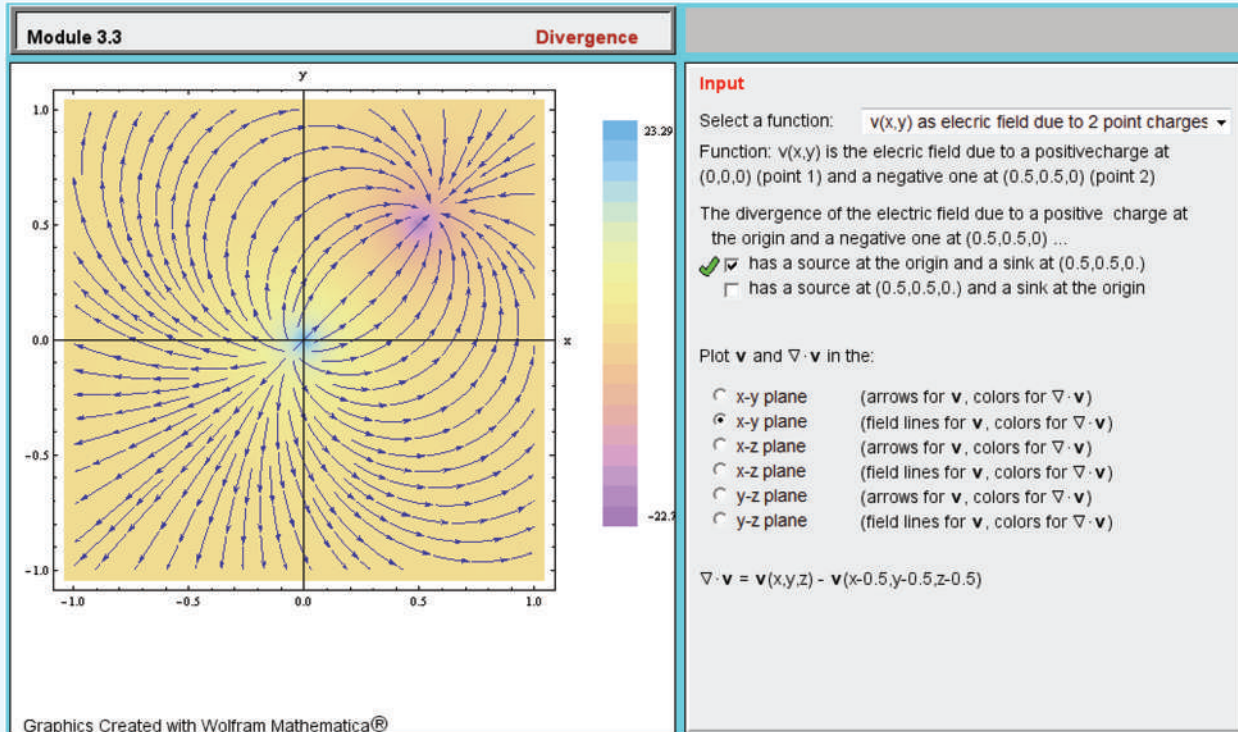 Module 3.3
Divergence
y
1.0
0.5
0.0
x
−0.5
−1.0
−1.0 −0.5 0.0 0.5 1.0
23.29
−22.7
Graphics Created with Wolfram Mathematica®
Input
Select a function: v(x,y) as elecric field due to 2 point charges
Function: v(x,y) is the elecric field due to a positivecharge at
(0,0,0) (point 1) and a negative one at (0.5,0.5,0) (point 2)
The divergence of the electric field due to a positive charge at
the origin and a negative one at (0.5,0.5,0) ...
has a source at the origin and a sink at (0.5,0.5,0.)
has a source at (0.5,0.5,0.) and a sink at the origin
Plot v and ∇·v in the:
x-y plane (arrows for v, colors for ∇·v)
x-y plane (field lines for v, colors for ∇·v)
x-z plane (arrows for v, colors for ∇·v)
x-z plane (field lines for v, colors for ∇·v)
y-z plane (arrows for v, colors for ∇·v)
y-z plane (field lines for v, colors for ∇·v)
∇·v = v(x,y,z) - v(x-0.5,y-0.5,z-0.5)